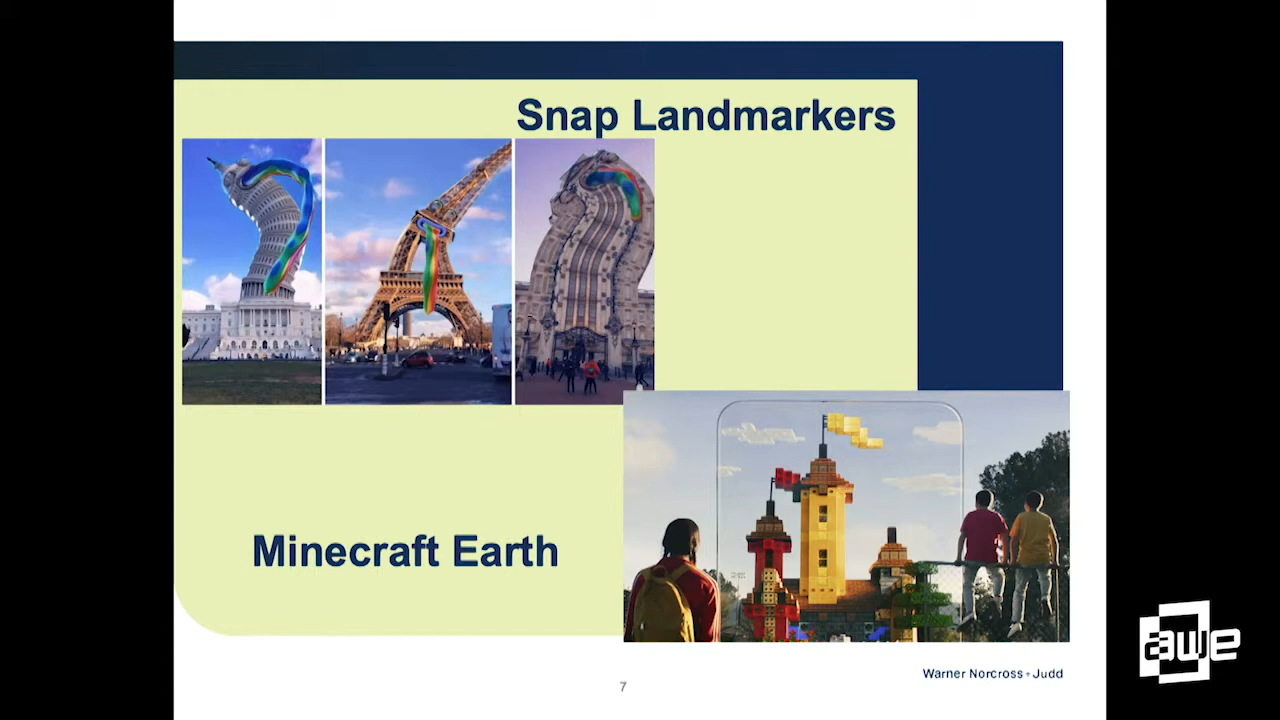 Snap Landmarkers
Minecraft Earth
Warner Norcross + Judd
7
awe